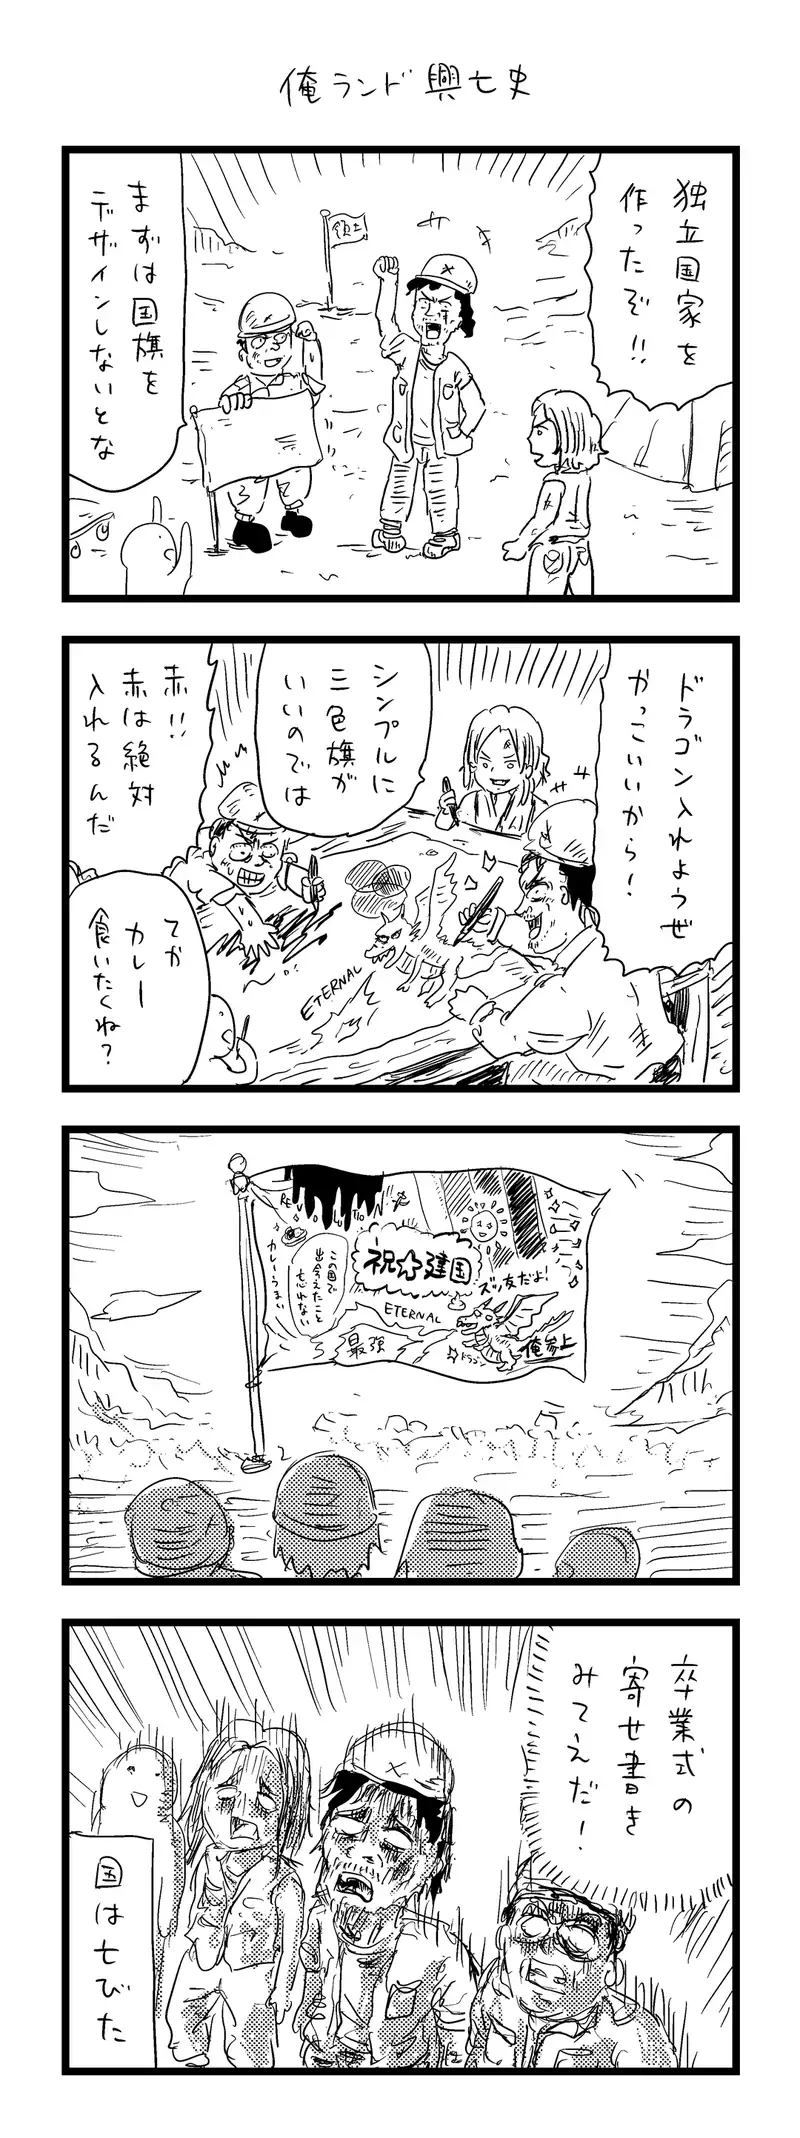 俺ランド興亡史
独立国家を
作ったぞ!!
領土
まずは国旗を
デザインしないとな
ドラゴン入れようぜ
かっこいいから!
シンプルに
三色旗が
いいのでは
赤!!
赤は絶対
入れるんだ
てか
カレー
食いたくね?
ETERNAL
REVOLUTION
祝☆建国
ズッ友だよ!
この国で
出会えたこと
忘れない
カレーうまい
ETERNAL
最強
☆ドラゴン
俺参上
卒業式の
寄せ書き
みてえだ!
国は亡びた